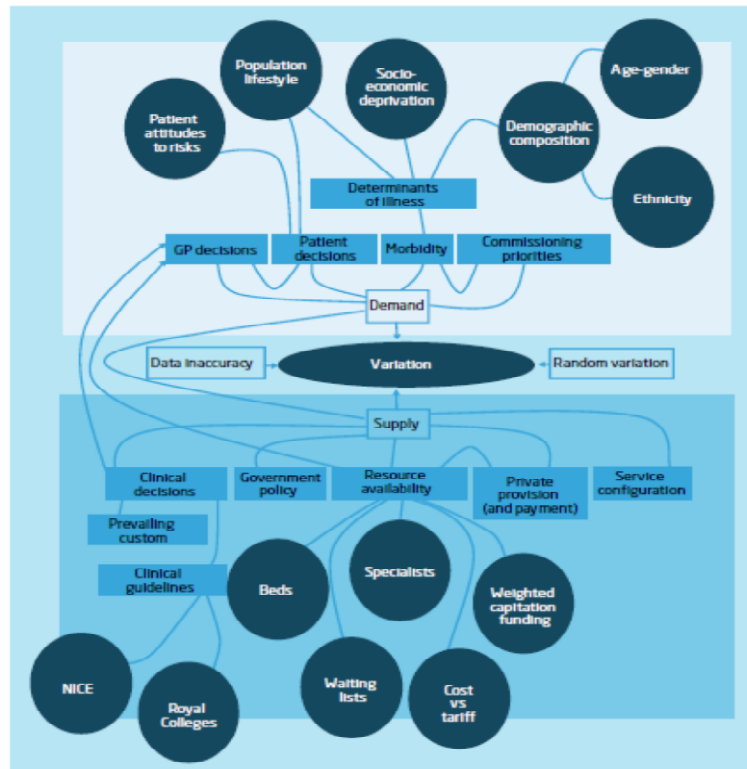 Population
lifestyle
Socio-
economic
deprivation
Age-gender
Patient
attitudes
to risks
Demographic
composition
Ethnicity
Determinants
of illness
GP decisions
Patient
decisions
Morbidity
Commissioning
priorities
Demand
Data inaccuracy
Variation
Random variation
Supply
Clinical
decisions
Government
policy
Resource
availability
Private
provision
(and payment)
Service
configuration
Prevailing
custom
Clinical
guidelines
Beds
Specialists
Weighted
capitation
funding
NICE
Royal
Colleges
Waiting
lists
Cost
vs
tariff